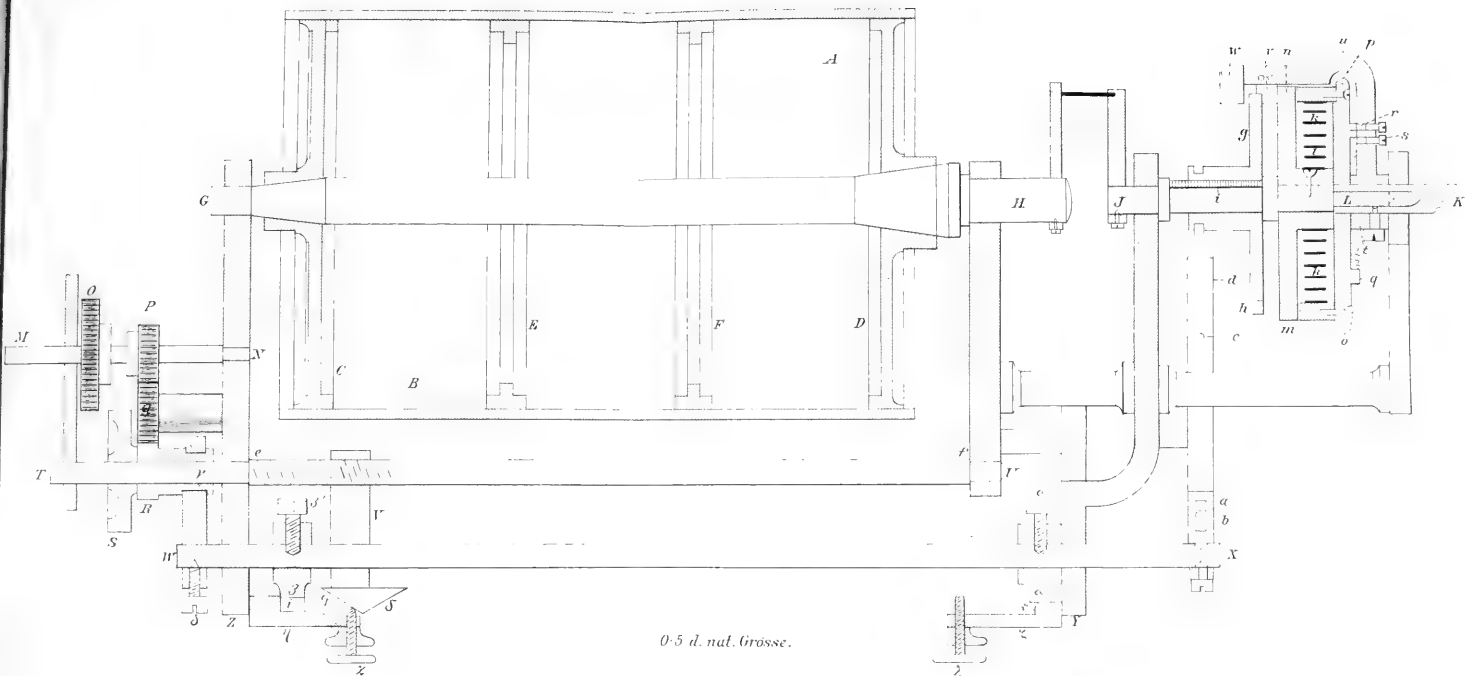 A
u
p
W
v
n
g
k
l
r
s
G
H
J
i
L
K
O
P
E
F
D
h
k
t
d
q
M
N
C
B
m
o
c
T
e
f
U
R
V
a
b
S
W
X
Z
η
δ
Y
λ
0·5 d. nat. Grösse.